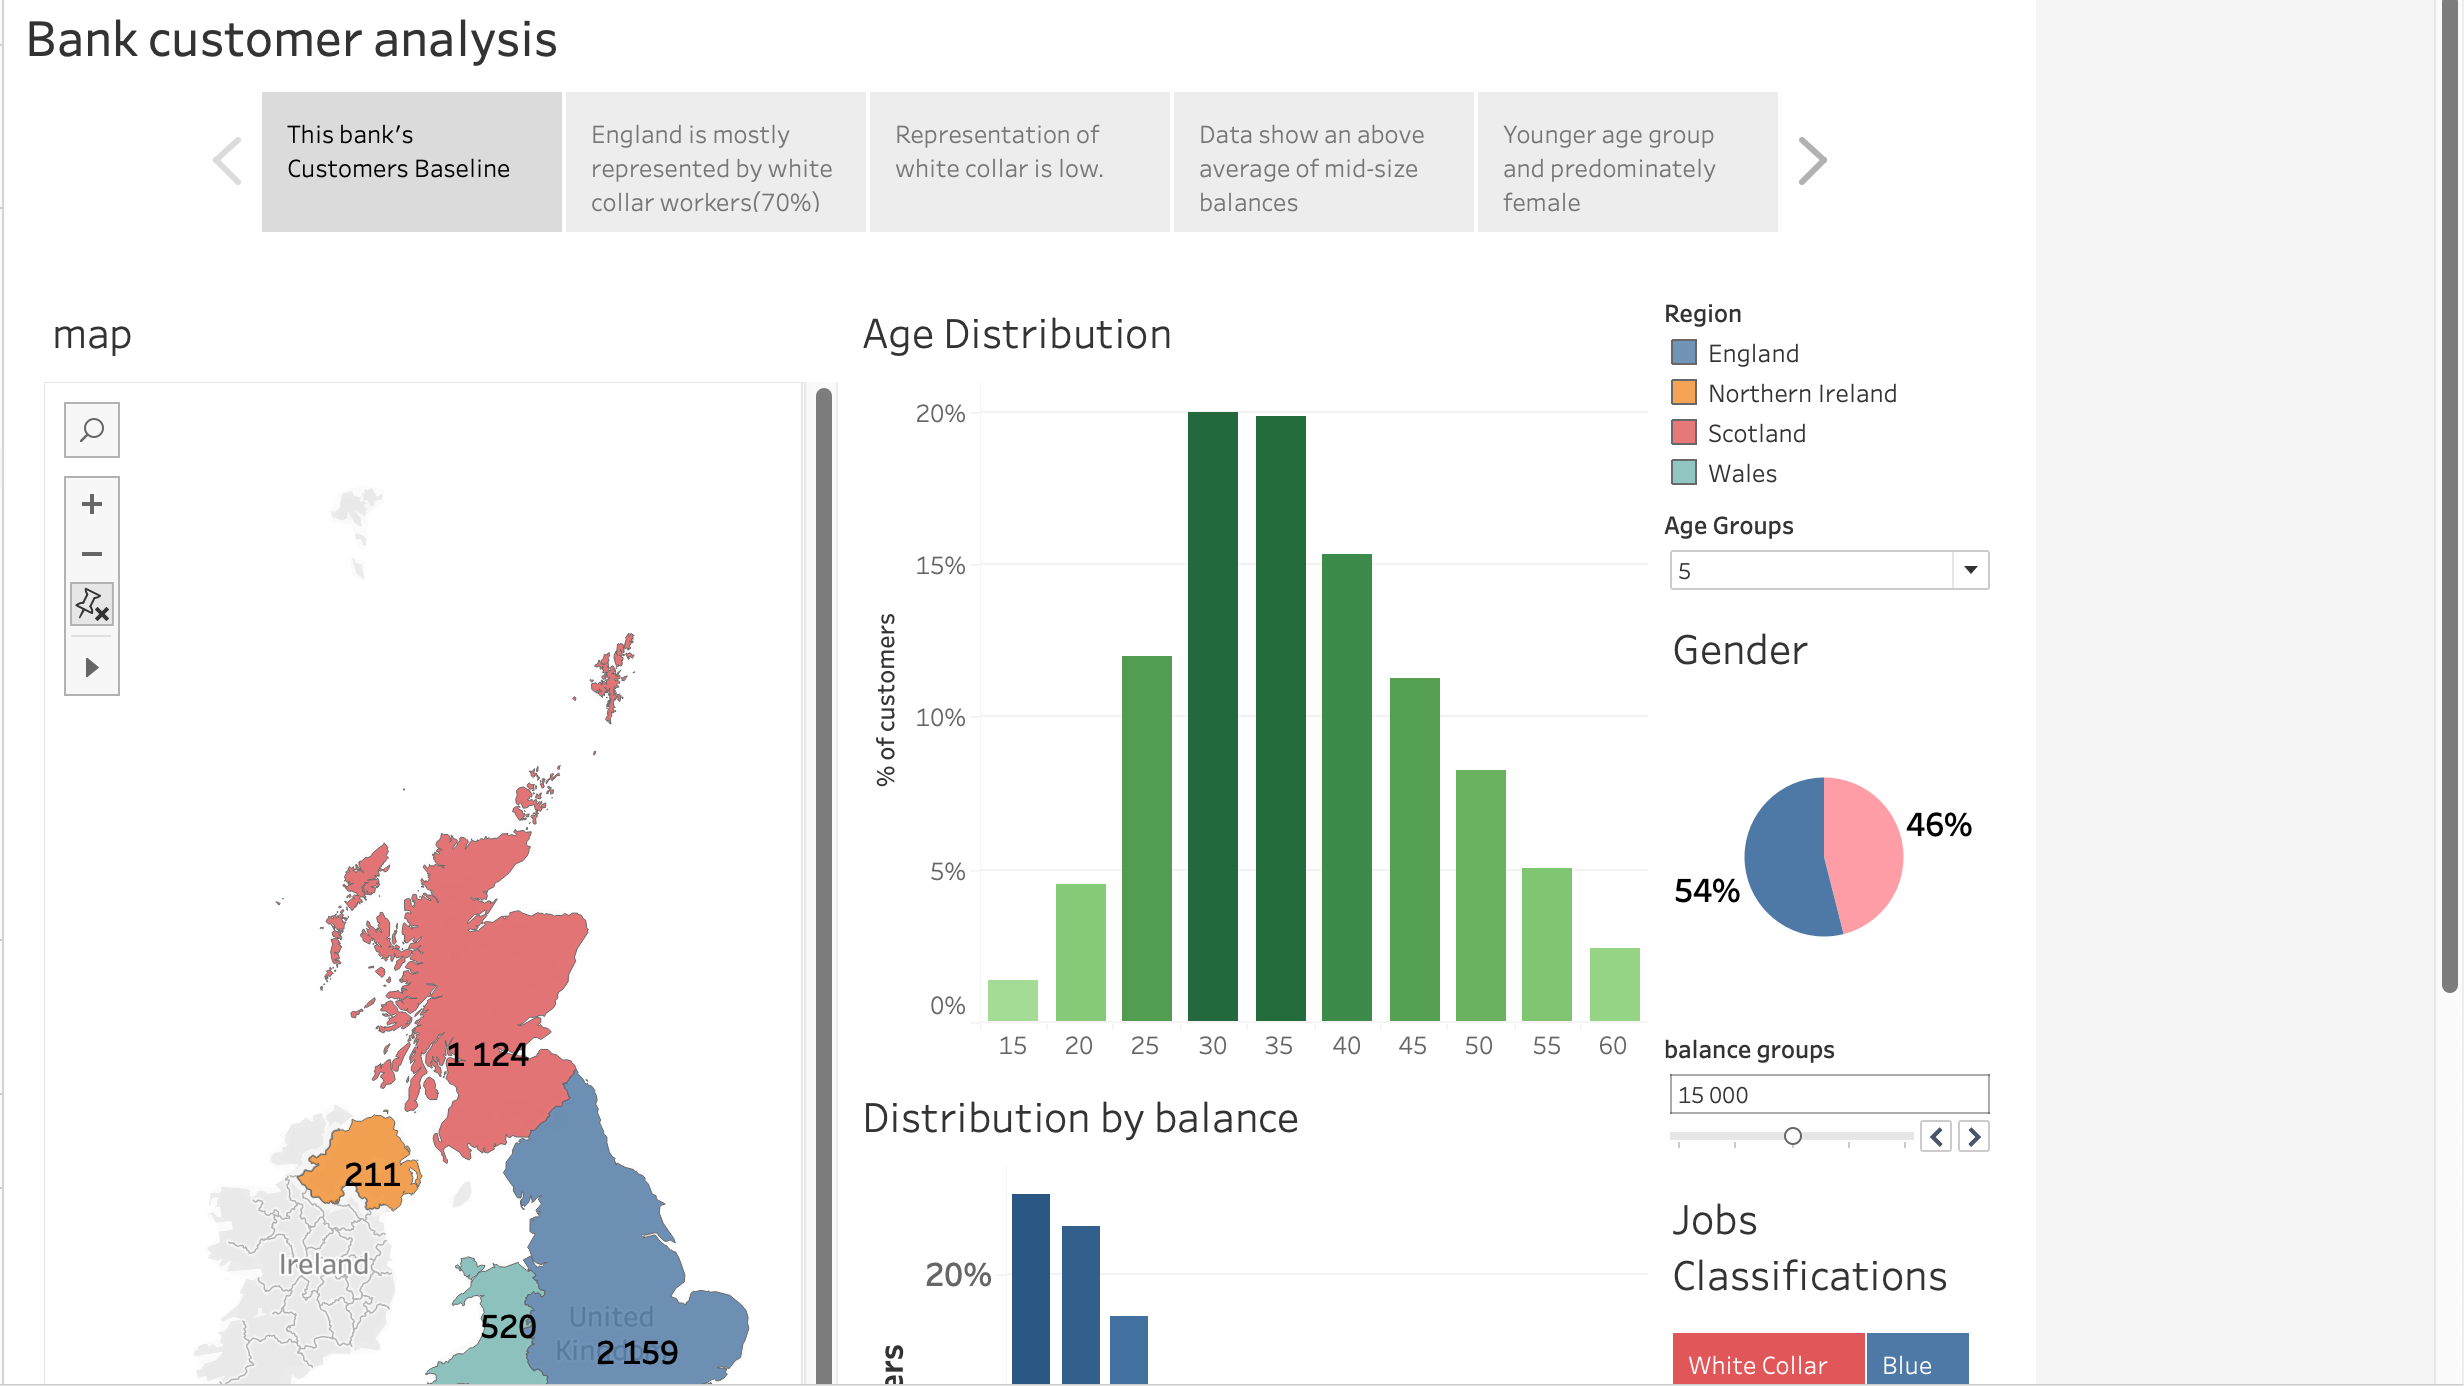 Bank customer analysis
This bank's
Customers Baseline
England is mostly
represented by white
collar workers(70%)
Representation of
white collar is low.
Data show an above
average of mid-size
balances
Younger age group
and predominately
female
map
1 124
211
Ireland
520
United
2 159
Age Distribution
% of customers
20%
15%
10%
5%
0%
15 20 25 30 35 40 45 50 55 60
Distribution by balance
20%
Region
England
Northern Ireland
Scotland
Wales
Age Groups
5
Gender
46%
54%
balance groups
15 000
Jobs
Classifications
White Collar
Blue